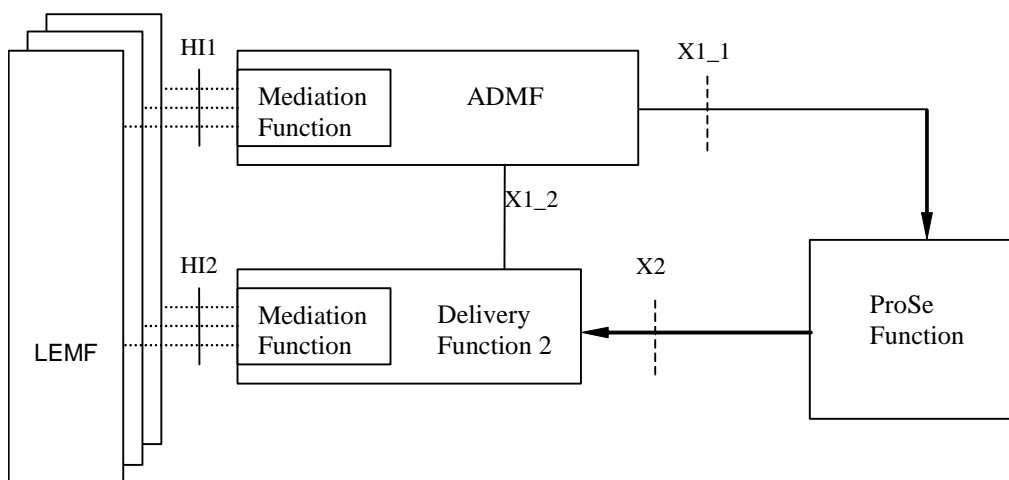 HI1
X1_1
Mediation
Function
ADMF
X1_2
HI2
X2
Mediation
Function
Delivery
Function 2
ProSe
Function
LEMF